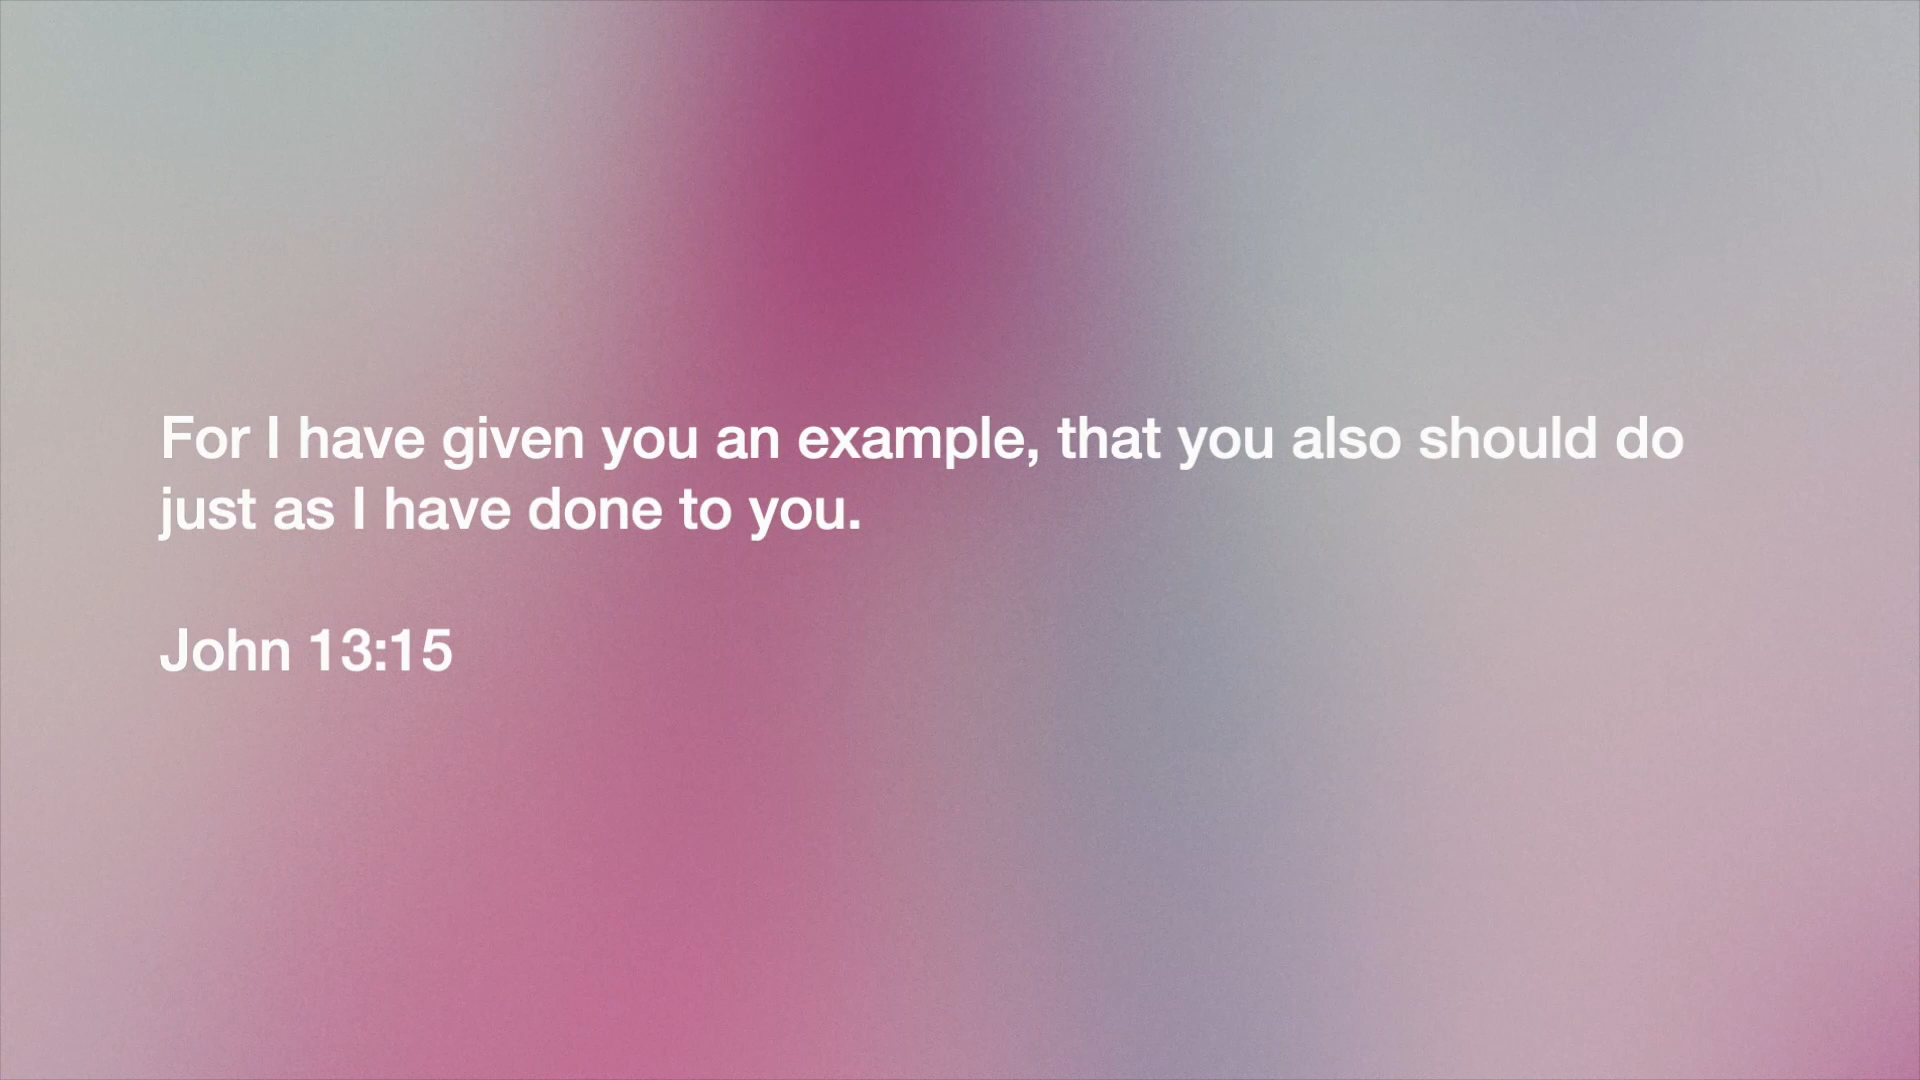 For I have given you an example, that you also should do
just as I have done to you.
John 13:15